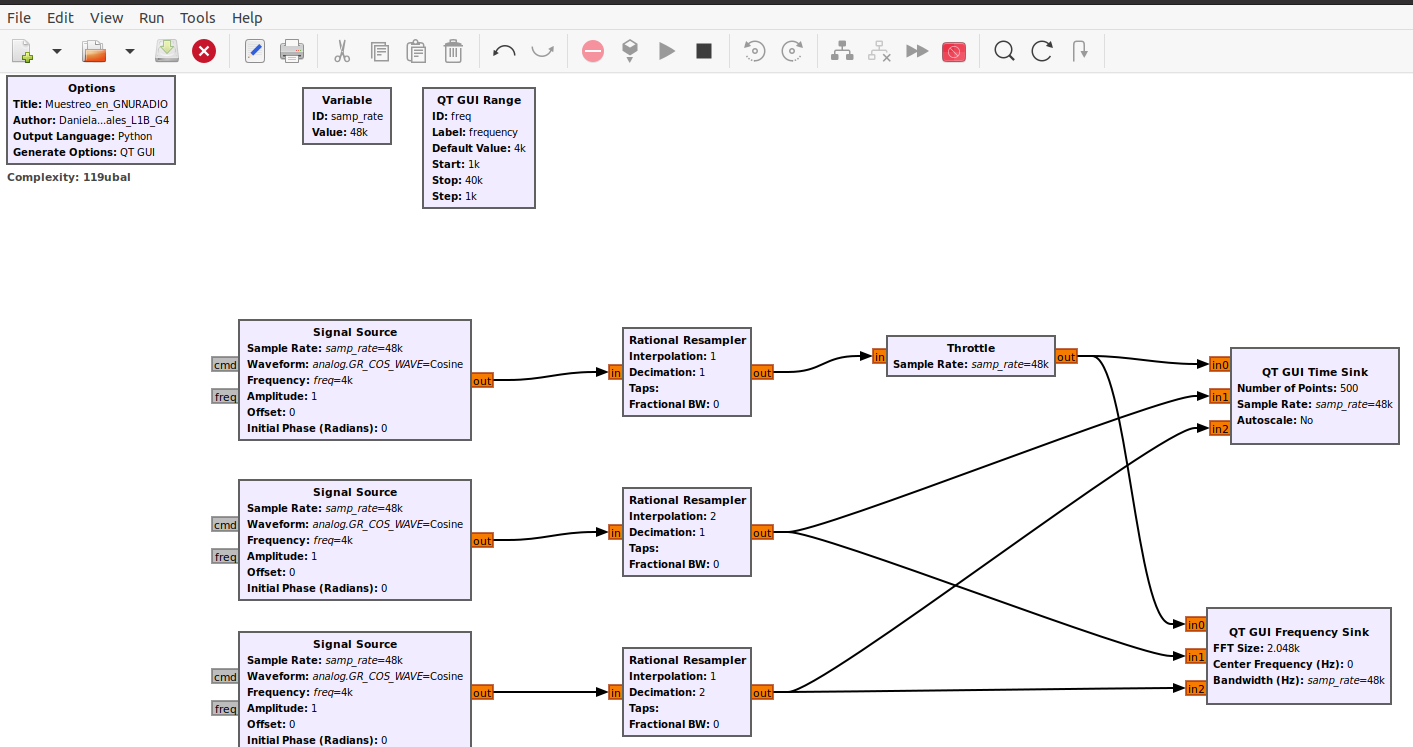 File Edit View Run Tools Help
Options
Title: Muestreo_en_GNURADIO
Author: Daniela...ales_L1B_G4
Output Language: Python
Generate Options: QT GUI
Complexity: 119ubal
Variable
ID: samp_rate
Value: 48k
QT GUI Range
ID: freq
Label: frequency
Default Value: 4k
Start: 1k
Stop: 40k
Step: 1k
Signal Source
Sample Rate: samp_rate=48k
Waveform: analog.GR_COS_WAVE=Cosine
Frequency: freq=4k
Amplitude: 1
Offset: 0
Initial Phase (Radians): 0
cmd
freq
out
in
Rational Resampler
Interpolation: 1
Decimation: 1
Taps:
Fractional BW: 0
out
in
Throttle
Sample Rate: samp_rate=48k
out
in0
in1
in2
QT GUI Time Sink
Number of Points: 500
Sample Rate: samp_rate=48k
Autoscale: No
Signal Source
Sample Rate: samp_rate=48k
Waveform: analog.GR_COS_WAVE=Cosine
Frequency: freq=4k
Amplitude: 1
Offset: 0
Initial Phase (Radians): 0
cmd
freq
out
in
Rational Resampler
Interpolation: 2
Decimation: 1
Taps:
Fractional BW: 0
out
Signal Source
Sample Rate: samp_rate=48k
Waveform: analog.GR_COS_WAVE=Cosine
Frequency: freq=4k
Amplitude: 1
Offset: 0
Initial Phase (Radians): 0
cmd
freq
out
in
Rational Resampler
Interpolation: 1
Decimation: 2
Taps:
Fractional BW: 0
out
in0
in1
in2
QT GUI Frequency Sink
FFT Size: 2.048k
Center Frequency (Hz): 0
Bandwidth (Hz): samp_rate=48k